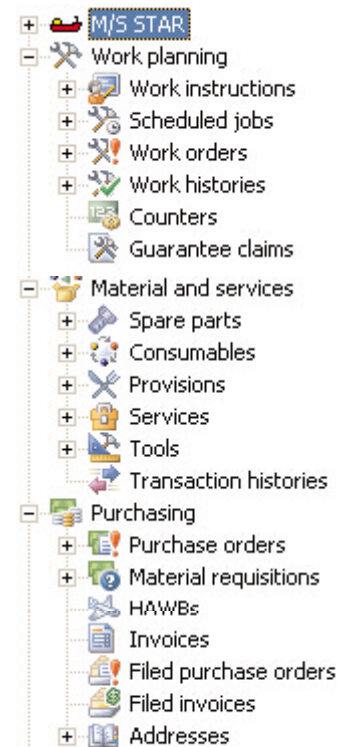 M/S STAR
Work planning
Work instructions
Scheduled jobs
Work orders
Work histories
Counters
Guarantee claims
Material and services
Spare parts
Consumables
Provisions
Services
Tools
Transaction histories
Purchasing
Purchase orders
Material requisitions
HAWBs
Invoices
Filed purchase orders
Filed invoices
Addresses